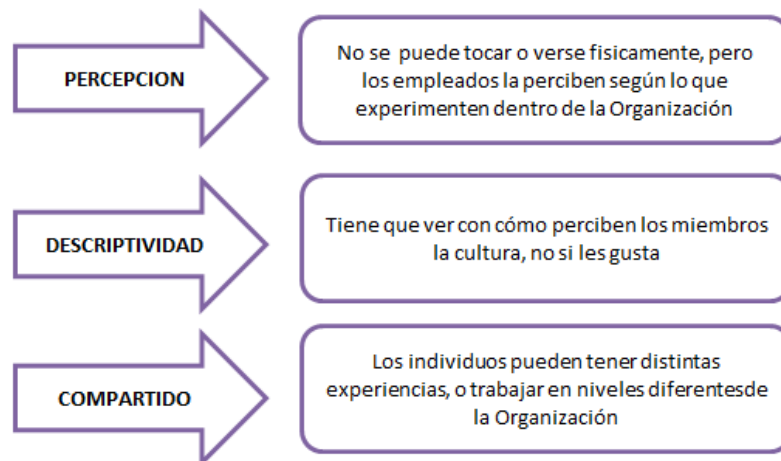 PERCEPCION
No se puede tocar o verse fisicamente, pero
los empleados la perciben según lo que
experimenten dentro de la Organización
DESCRIPTIVIDAD
Tiene que ver con cómo perciben los miembros
la cultura, no si les gusta
COMPARTIDO
Los individuos pueden tener distintas
experiencias, o trabajar en niveles diferentesde
la Organización